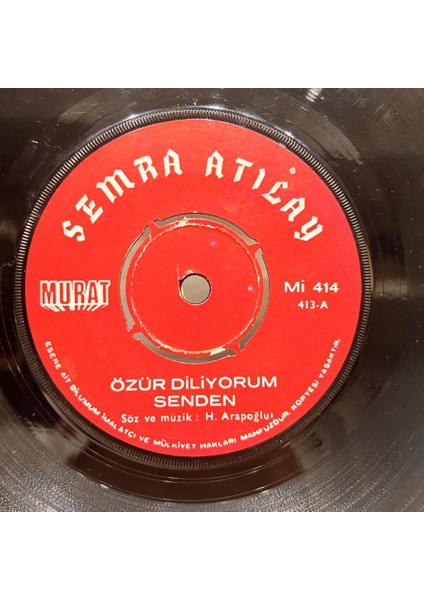 SEMRA ATILAY
MURAT
Mi 414
413-A
ÖZÜR DİLİYORUM
SENDEN
Söz ve müzik : H. Arapoğlu
ESERE AİT BİLUMUM İMALATÇI VE MÜLKİYET HAKLARI MAHFUZDUR. KOPYESİ YASAKTIR.